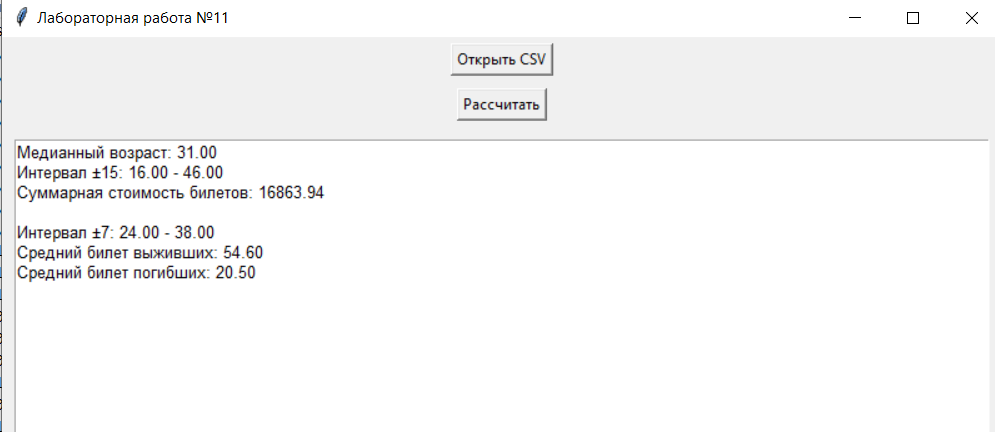 Лабораторная работа №11
Открыть CSV
Рассчитать
Медианный возраст: 31.00
Интервал ±15: 16.00 - 46.00
Суммарная стоимость билетов: 16863.94
Интервал ±7: 24.00 - 38.00
Средний билет выживших: 54.60
Средний билет погибших: 20.50